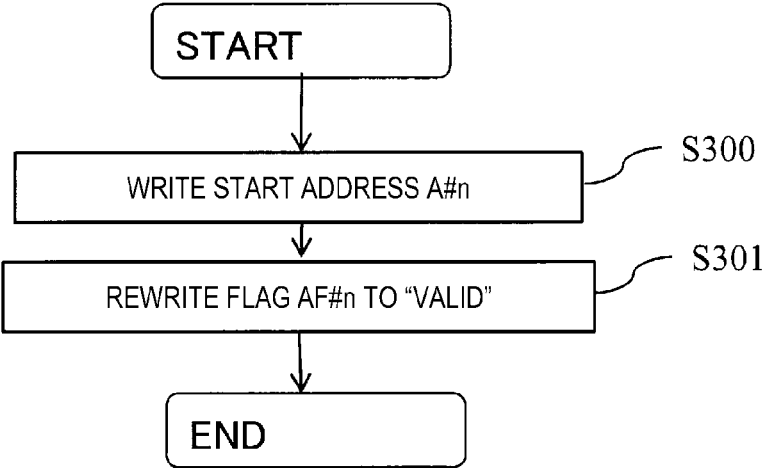 START
WRITE START ADDRESS A#n
S300
REWRITE FLAG AF#n TO “VALID”
S301
END